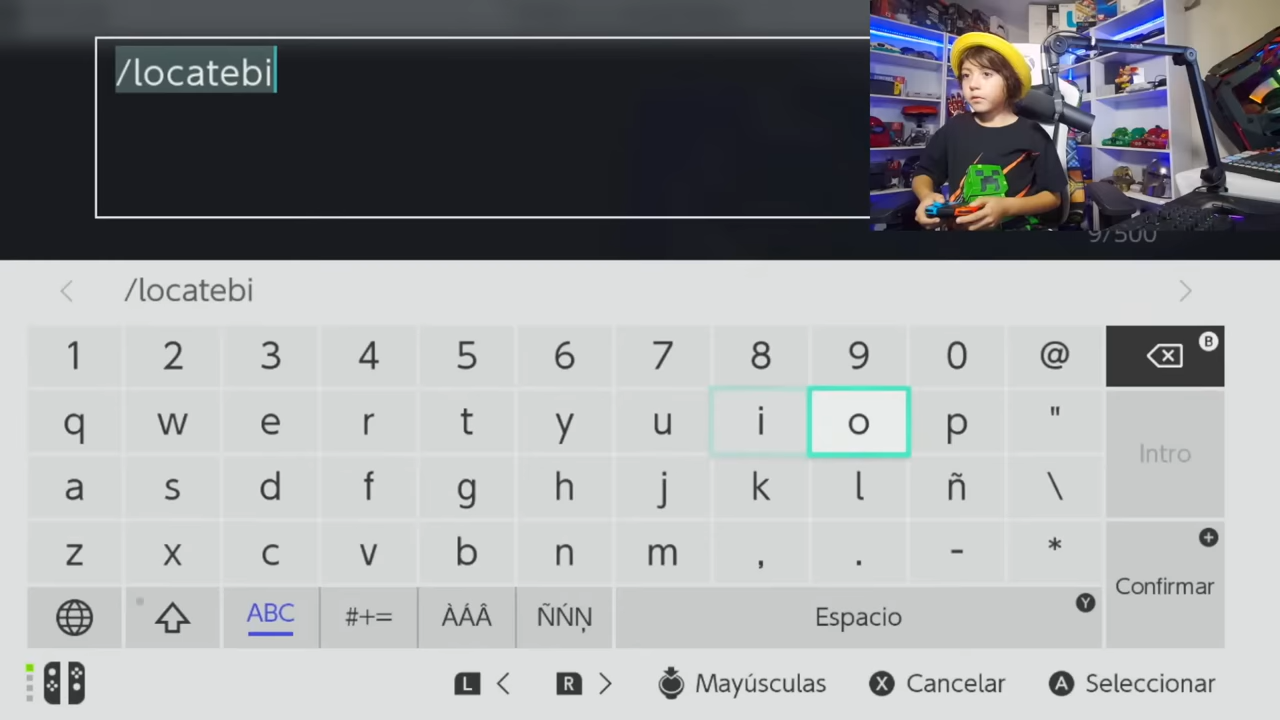 /locatebi
9/500
/locatebi
1 2 3 4 5 6 7 8 9 0 @ B
q w e r t y u i o p "
Intro
a s d f g h j k l ñ \
z x c v b n m , . - *
Confirmar
ABC #+= ÀÁÂ ÑŃŅ Espacio Y
L < R > Mayúsculas X Cancelar A Seleccionar